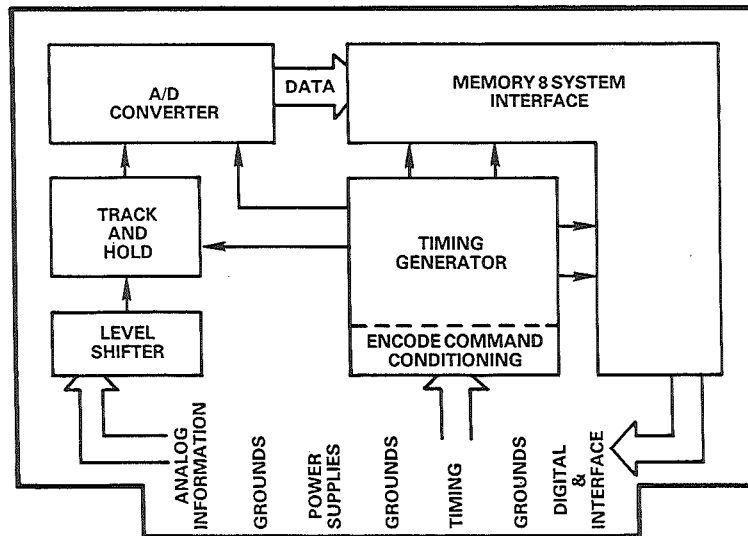 A/D
CONVERTER
DATA
MEMORY 8 SYSTEM
INTERFACE
TRACK
AND
HOLD
TIMING
GENERATOR
LEVEL
SHIFTER
ENCODE COMMAND
CONDITIONING
ANALOG
INFORMATION
GROUNDS
POWER
SUPPLIES
GROUNDS
TIMING
GROUNDS
DIGITAL
&
INTERFACE